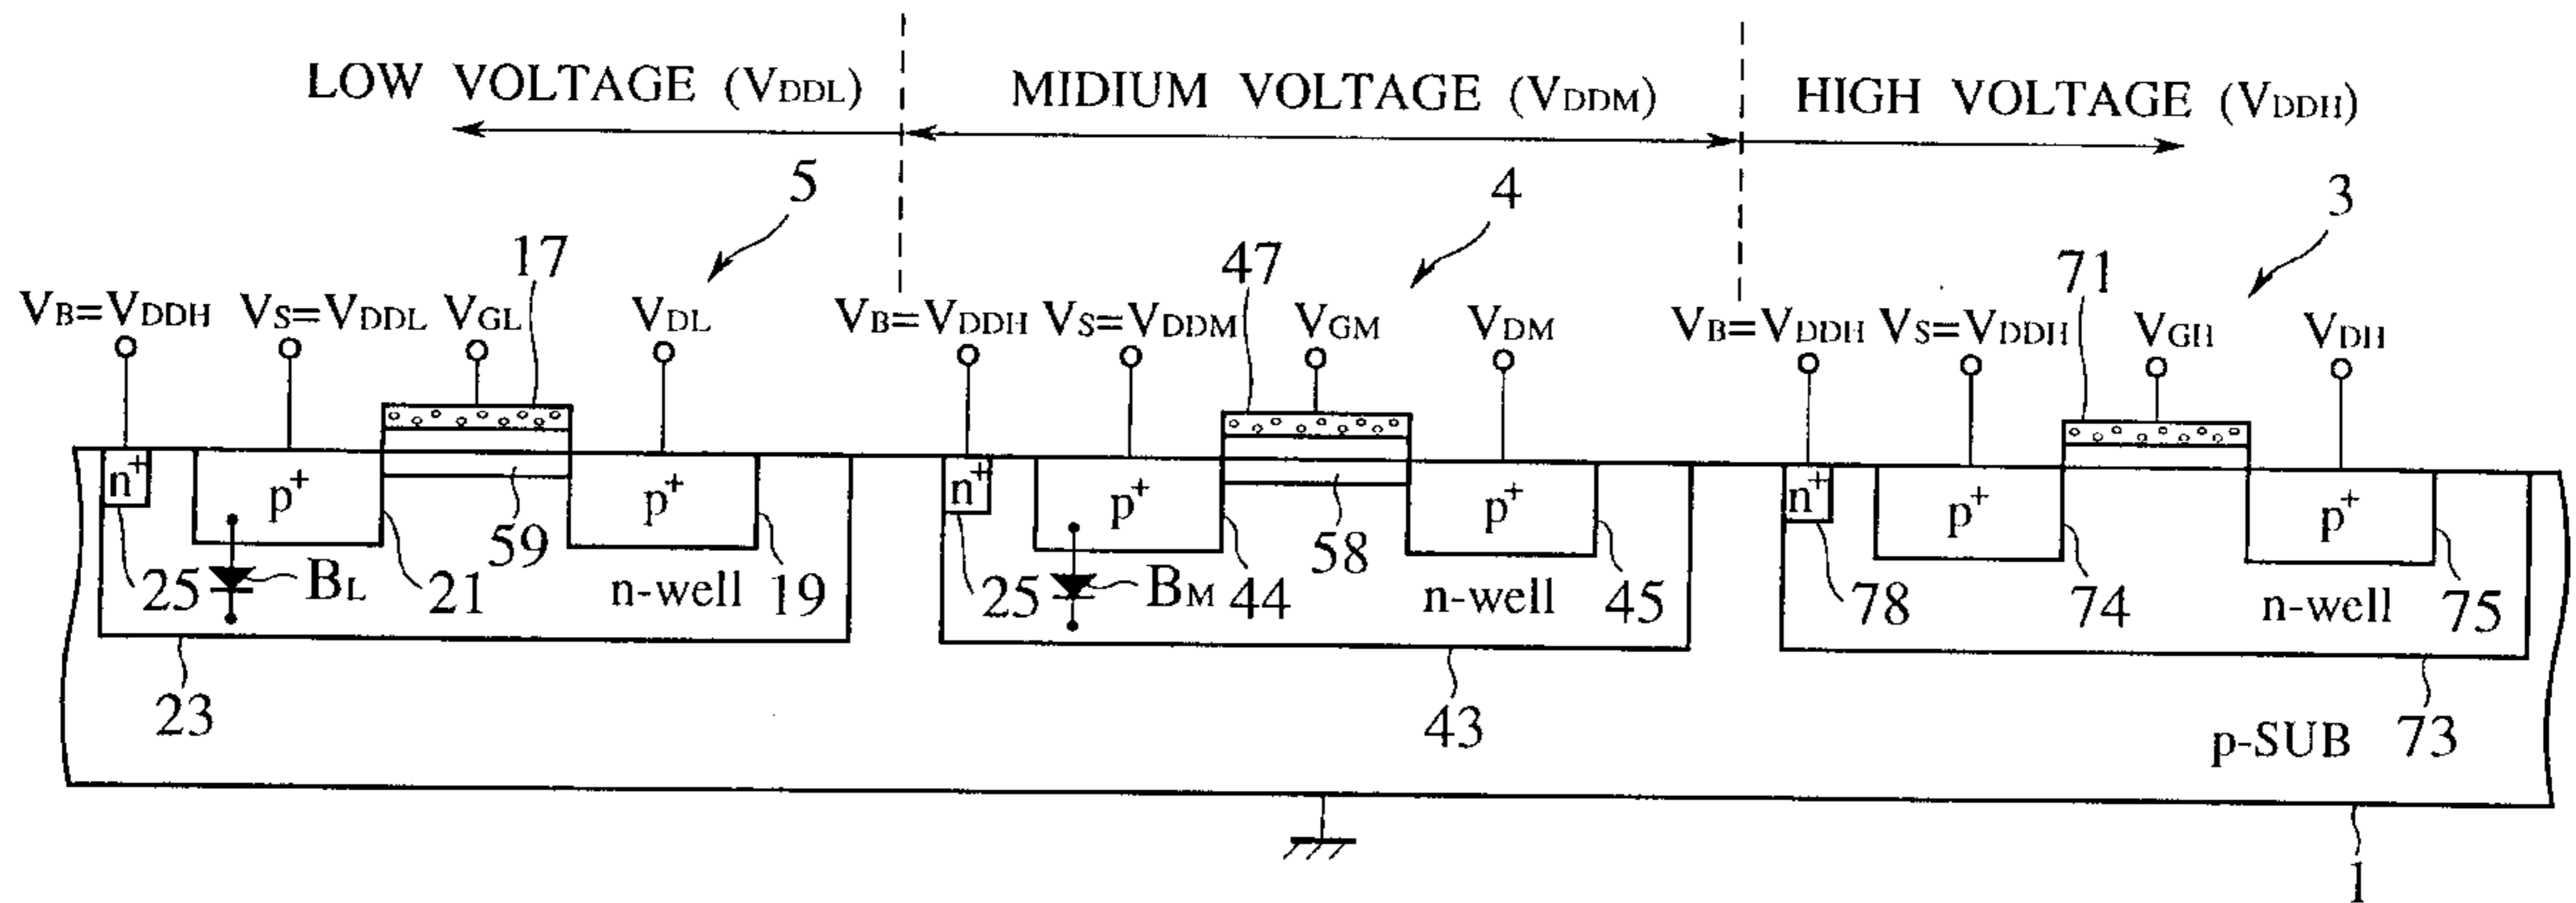 LOW VOLTAGE (VDDL) MIDIUM VOLTAGE (VDDM) HIGH VOLTAGE (VDDH)
5 4 3
17 47 71
VB=VDDH VS=VDDL VGL VDL VB=VDDH VS=VDDM VGM VDM VB=VDDH VS=VDDH VGH VDH
n+ p+ p+ n+ p+ p+ n+ p+ p+
25 BL 21 59 n-well 19 25 BM 44 58 n-well 45 78 74 n-well 75
23 43 p-SUB 73
1